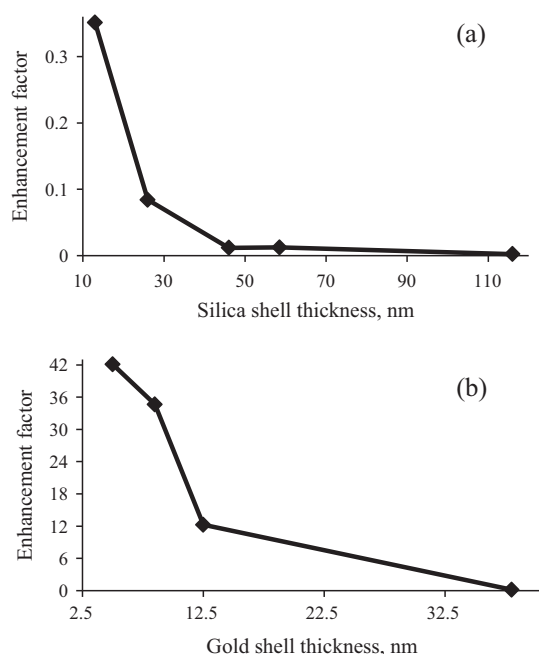 (a)
Enhancement factor
0.3
0.2
0.1
0
10 30 50 70 90 110
Silica shell thickness, nm
(b)
Enhancement factor
42
36
30
24
18
12
6
0
2.5 12.5 22.5 32.5
Gold shell thickness, nm